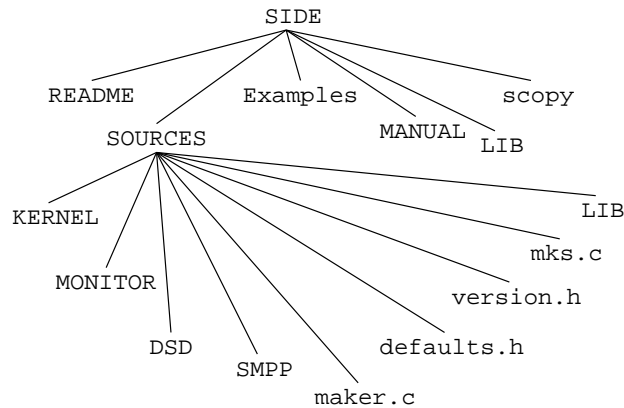 SIDE
README
Examples
scopy
MANUAL
SOURCES
LIB
KERNEL
LIB
mks.c
MONITOR
version.h
DSD
defaults.h
SMPP
maker.c